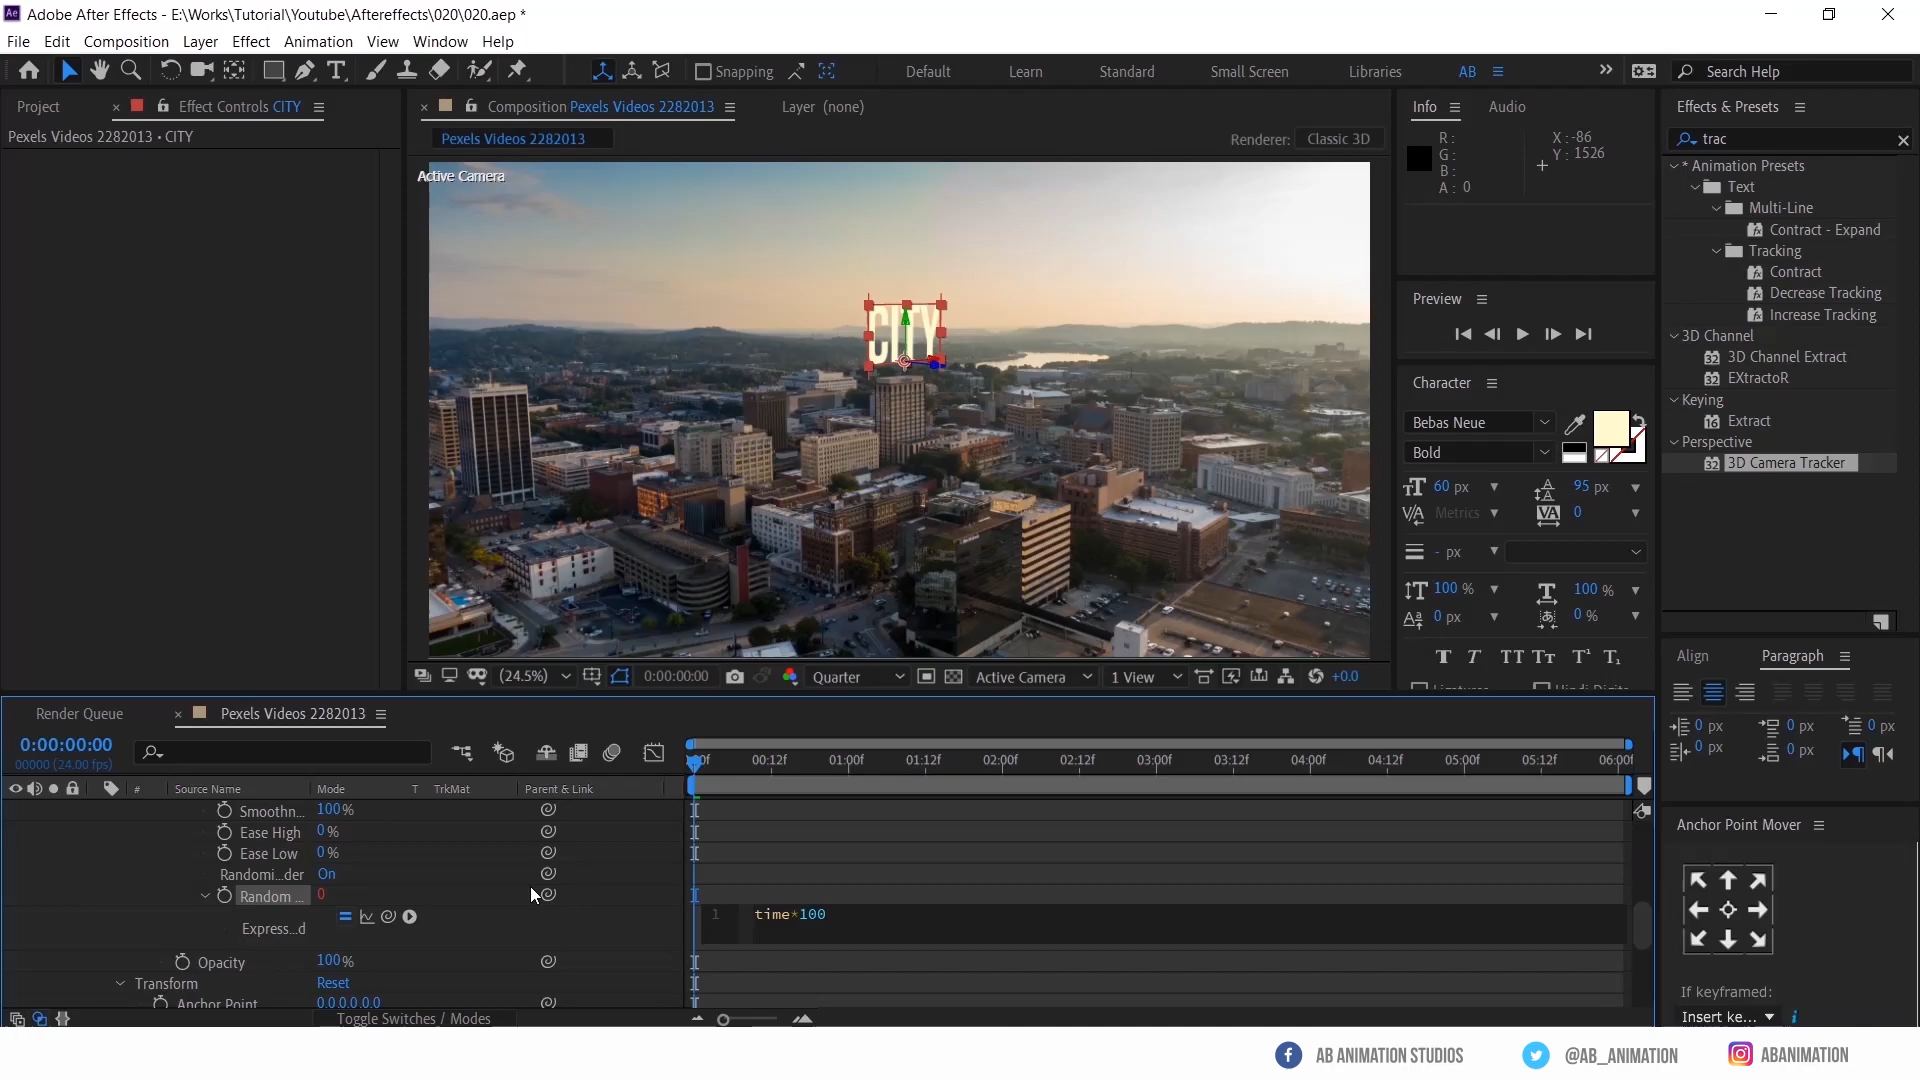 Adobe After Effects - E:\Works\Tutorial\Youtube\Aftereffects\020\020.aep *
File Edit Composition Layer Effect Animation View Window Help
Snapping
Default Learn Standard Small Screen Libraries AB
Search Help
Project
Effect Controls CITY
Pexels Videos 2282013 • CITY
Composition Pexels Videos 2282013
Layer (none)
Pexels Videos 2282013
Renderer: Classic 3D
Active Camera
CITY
(24.5%)
0:00:00:00
Quarter
Active Camera
1 View
+0.0
Info
Audio
R :
G :
B :
A : 0
X : -86
Y : 1526
Preview
Character
Bebas Neue
Bold
60 px
95 px
Metrics
0
- px
100 %
100 %
0 px
0 %
T T TT Tt T¹ T₁
Effects & Presets
trac
* Animation Presets
Text
Multi-Line
Contract - Expand
Tracking
Contract
Decrease Tracking
Increase Tracking
3D Channel
3D Channel Extract
EXtractoR
Keying
Extract
Perspective
3D Camera Tracker
Align
Paragraph
0 px 0 px 0 px
0 px 0 px
Anchor Point Mover
If keyframed:
Insert ke...
Render Queue
Pexels Videos 2282013
0:00:00:00
00000 (24.00 fps)
00:12f 01:00f 01:12f 02:00f 02:12f 03:00f 03:12f 04:00f 04:12f 05:00f 05:12f 06:00f
# Source Name Mode T TrkMat Parent & Link
Smoothn... 100%
Ease High 0%
Ease Low 0%
Randomi...der On
Random ... 0
Express...d
1 time*100
Opacity 100%
Transform Reset
Anchor Point 0.0,0.0,0.0
Toggle Switches / Modes
AB ANIMATION STUDIOS
@AB_ANIMATION
ABANIMATION